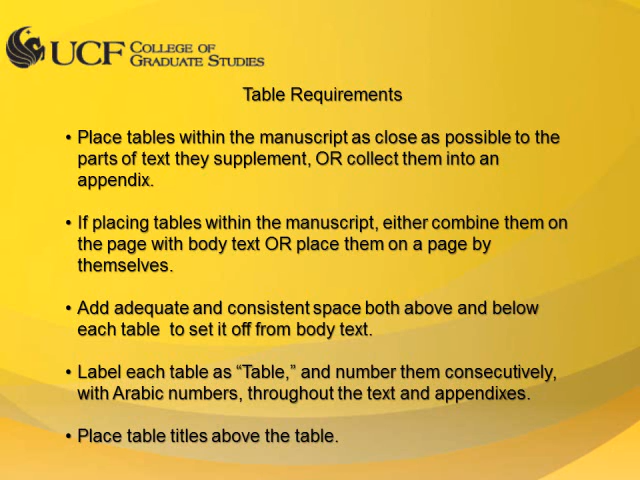 UCF College of
Graduate Studies
Table Requirements
• Place tables within the manuscript as close as possible to the
parts of text they supplement, OR collect them into an
appendix.
• If placing tables within the manuscript, either combine them on
the page with body text OR place them on a page by
themselves.
• Add adequate and consistent space both above and below
each table  to set it off from body text.
• Label each table as “Table,” and number them consecutively,
with Arabic numbers, throughout the text and appendixes.
• Place table titles above the table.